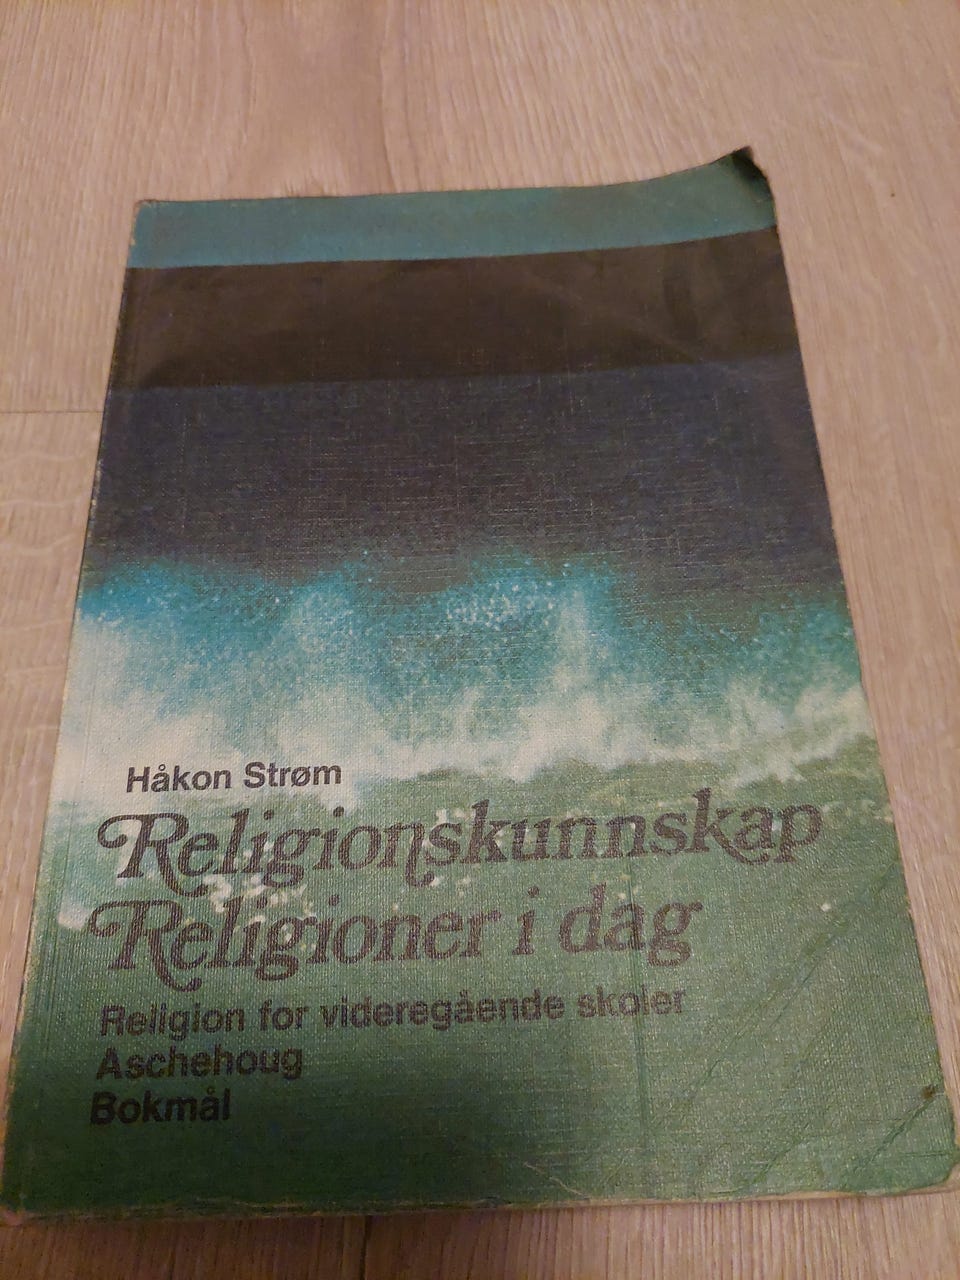 Håkon Strøm
Religionskunnskap
Religioner i dag
Religion for videregående skoler
Aschehoug
Bokmål